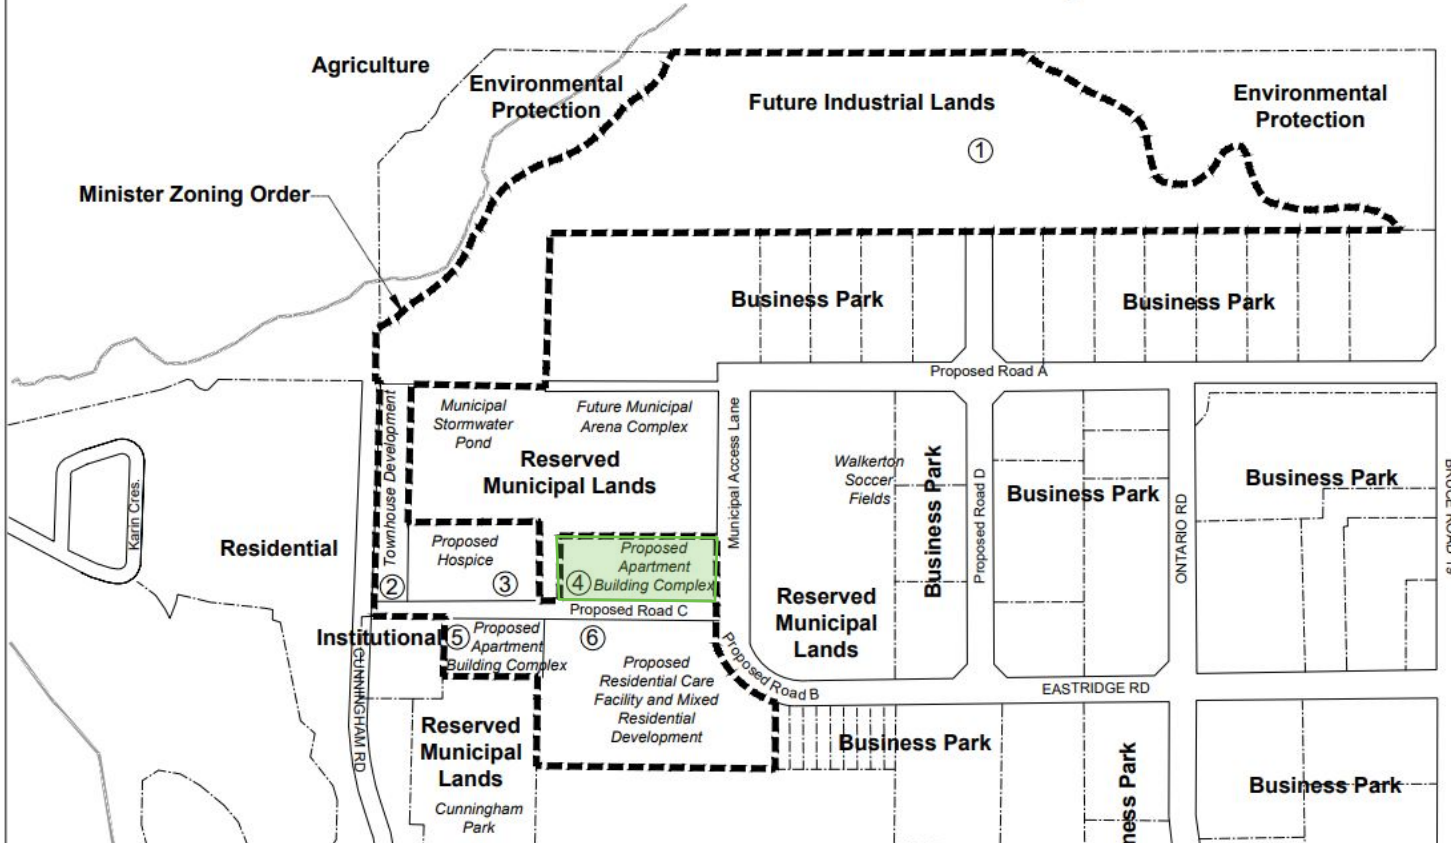 Agriculture
Environmental
Protection
Future Industrial Lands
Environmental
Protection
①
Minister Zoning Order
Business Park
Business Park
Proposed Road A
Municipal
Stormwater
Pond
Future Municipal
Arena Complex
Reserved
Municipal Lands
Townhouse Development
Municipal Access Lane
Walkerton
Soccer
Fields
Business Park
Proposed Road D
Business Park
ONTARIO RD
Business Park
Karin Cres.
Residential
②
Proposed
Hospice
③
④
Proposed
Apartment
Building Complex
Proposed Road C
Reserved
Municipal
Lands
Institutional
⑤
Proposed
Apartment
Building Complex
⑥
Proposed
Residential Care
Facility and Mixed
Residential
Development
Proposed Road B
EASTRIDGE RD
CUNNINGHAM RD
Reserved
Municipal
Lands
Cunningham
Park
Business Park
ness Park
Business Park